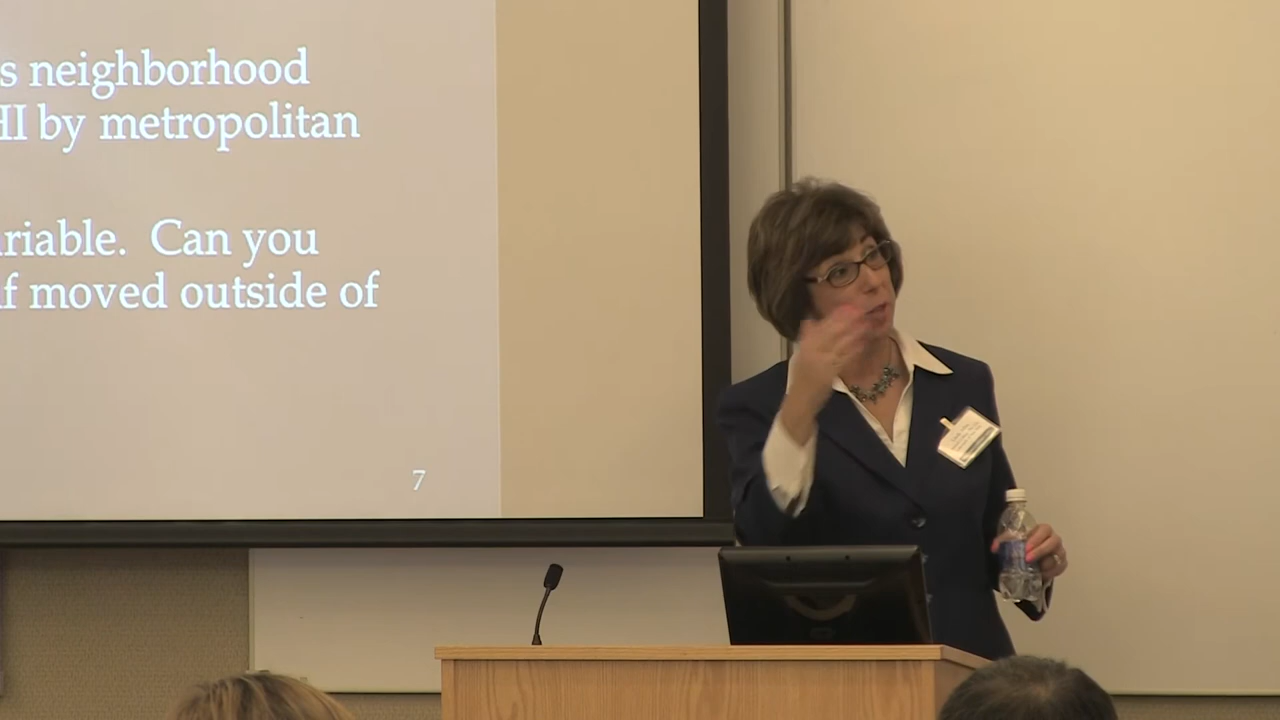 s neighborhood
HI by metropolitan
riable. Can you
f moved outside of
7